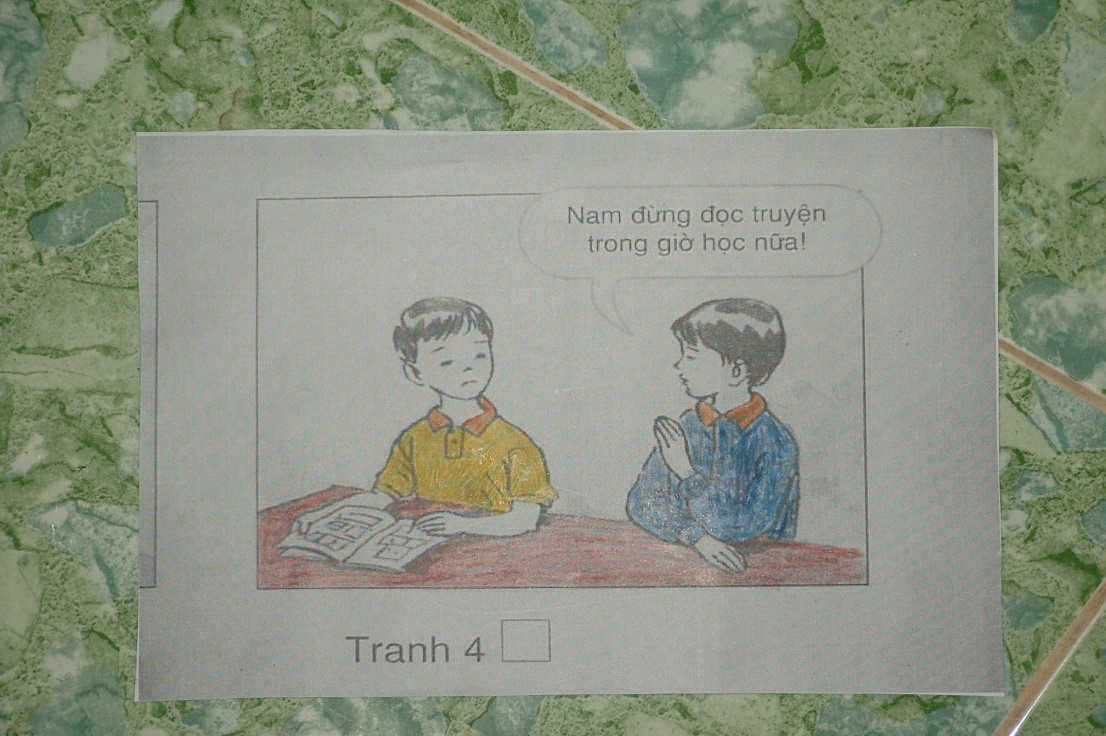 Nam đừng đọc truyện
trong giờ học nữa!
Tranh 4